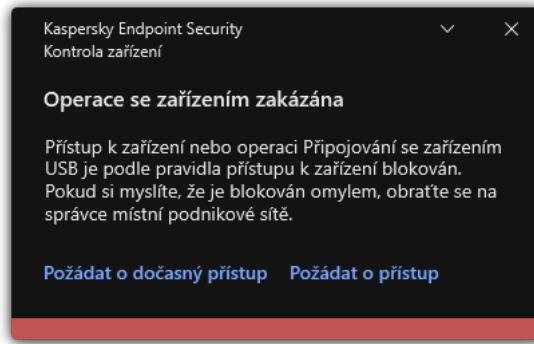 Kaspersky Endpoint Security
Kontrola zařízení
Operace se zařízením zakázána
Přístup k zařízení nebo operaci Připojování se zařízením
USB je podle pravidla přístupu k zařízení blokován.
Pokud si myslíte, že je blokován omylem, obraťte se na
správce místní podnikové sítě.
Požádat o dočasný přístup Požádat o přístup